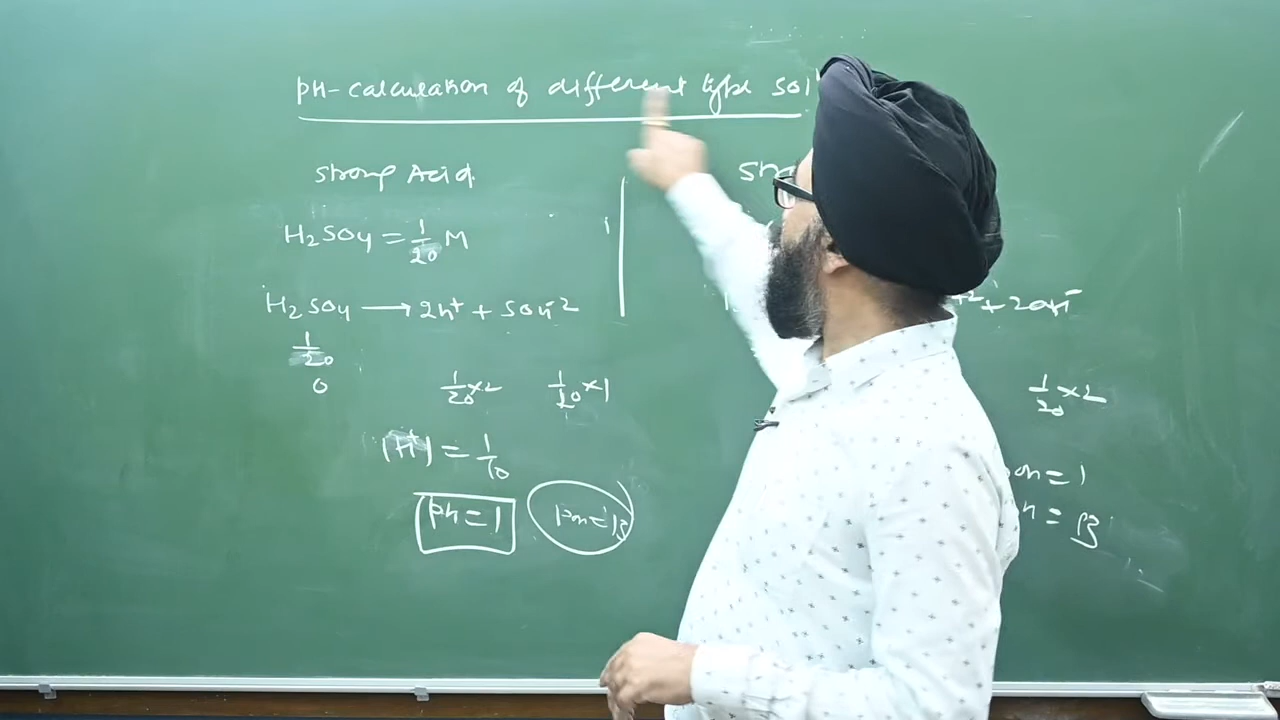 pH-calculation of different type sol
strong Acid
H₂SO₄ = 1/20 M
H₂SO₄ → 2H⁺ + SO₄⁻²
1/20
0
1/20×2 1/20×1
[H⁺] = 1/10
pH=1 pOH=13
+2 + 2OH⁻
1/20×2
OH=1
H = 13